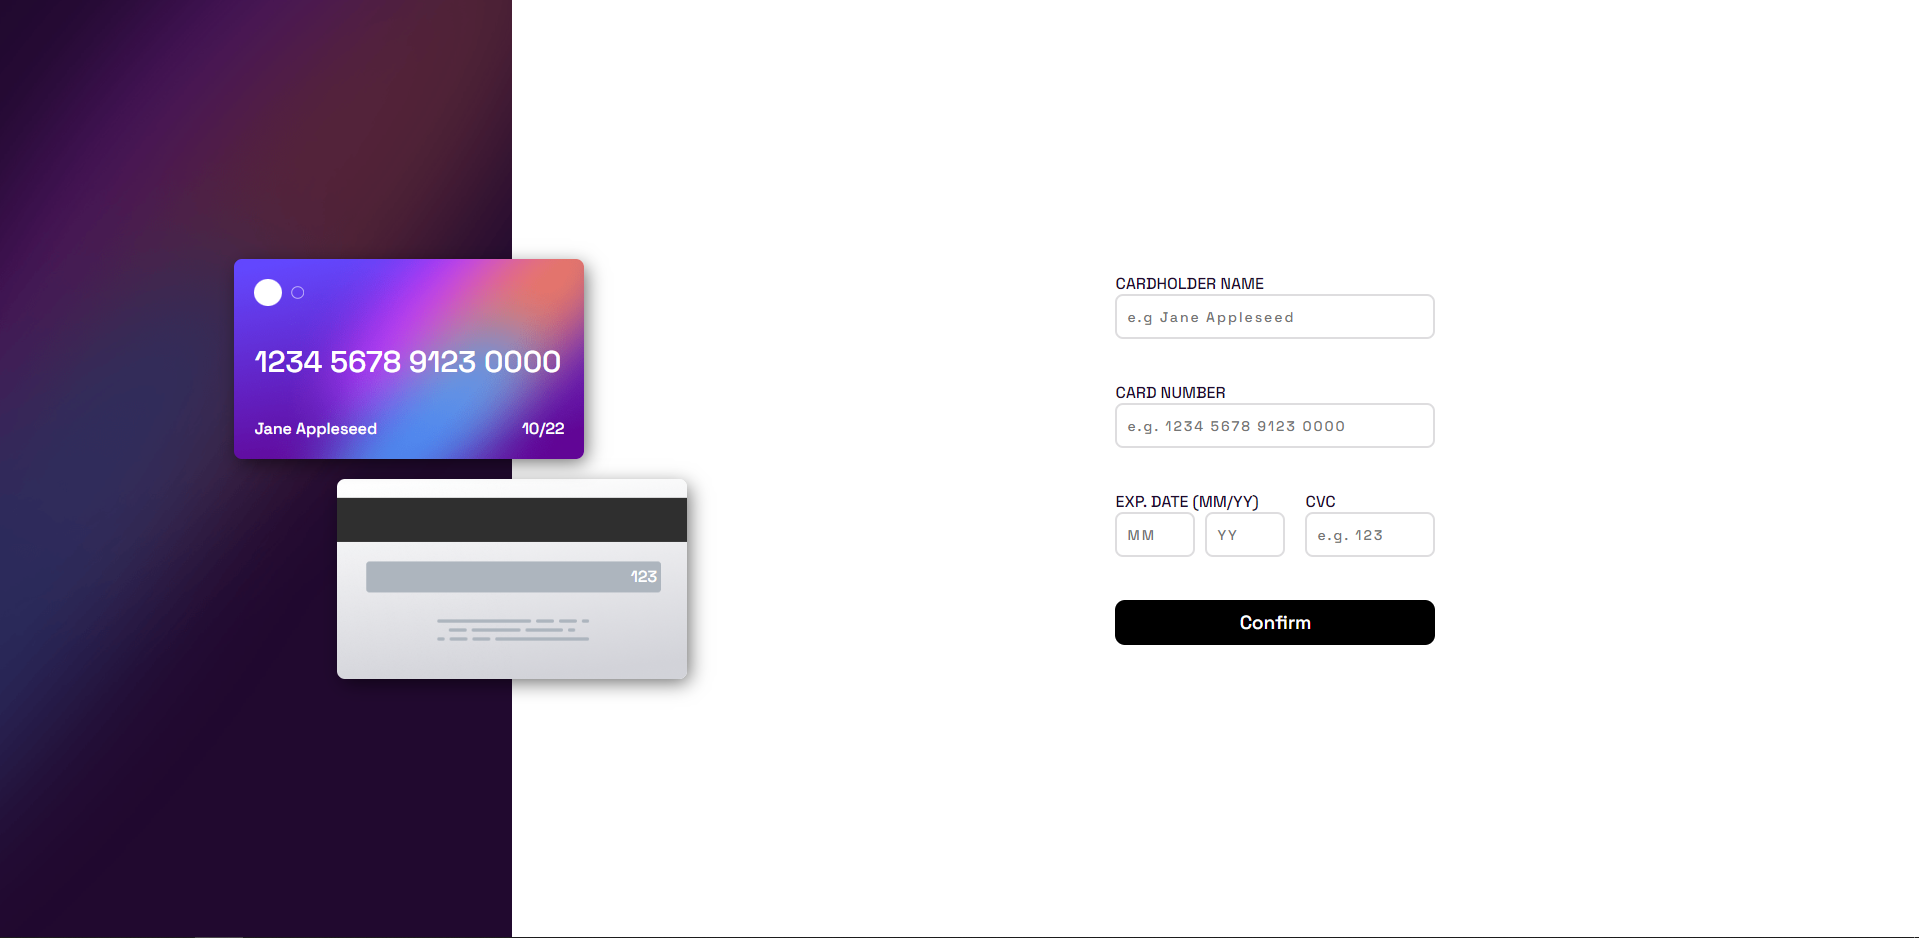 1234 5678 9123 0000
Jane Appleseed 10/22
123
CARDHOLDER NAME
e.g Jane Appleseed
CARD NUMBER
e.g. 1234 5678 9123 0000
EXP. DATE (MM/YY) CVC
MM YY e.g. 123
Confirm